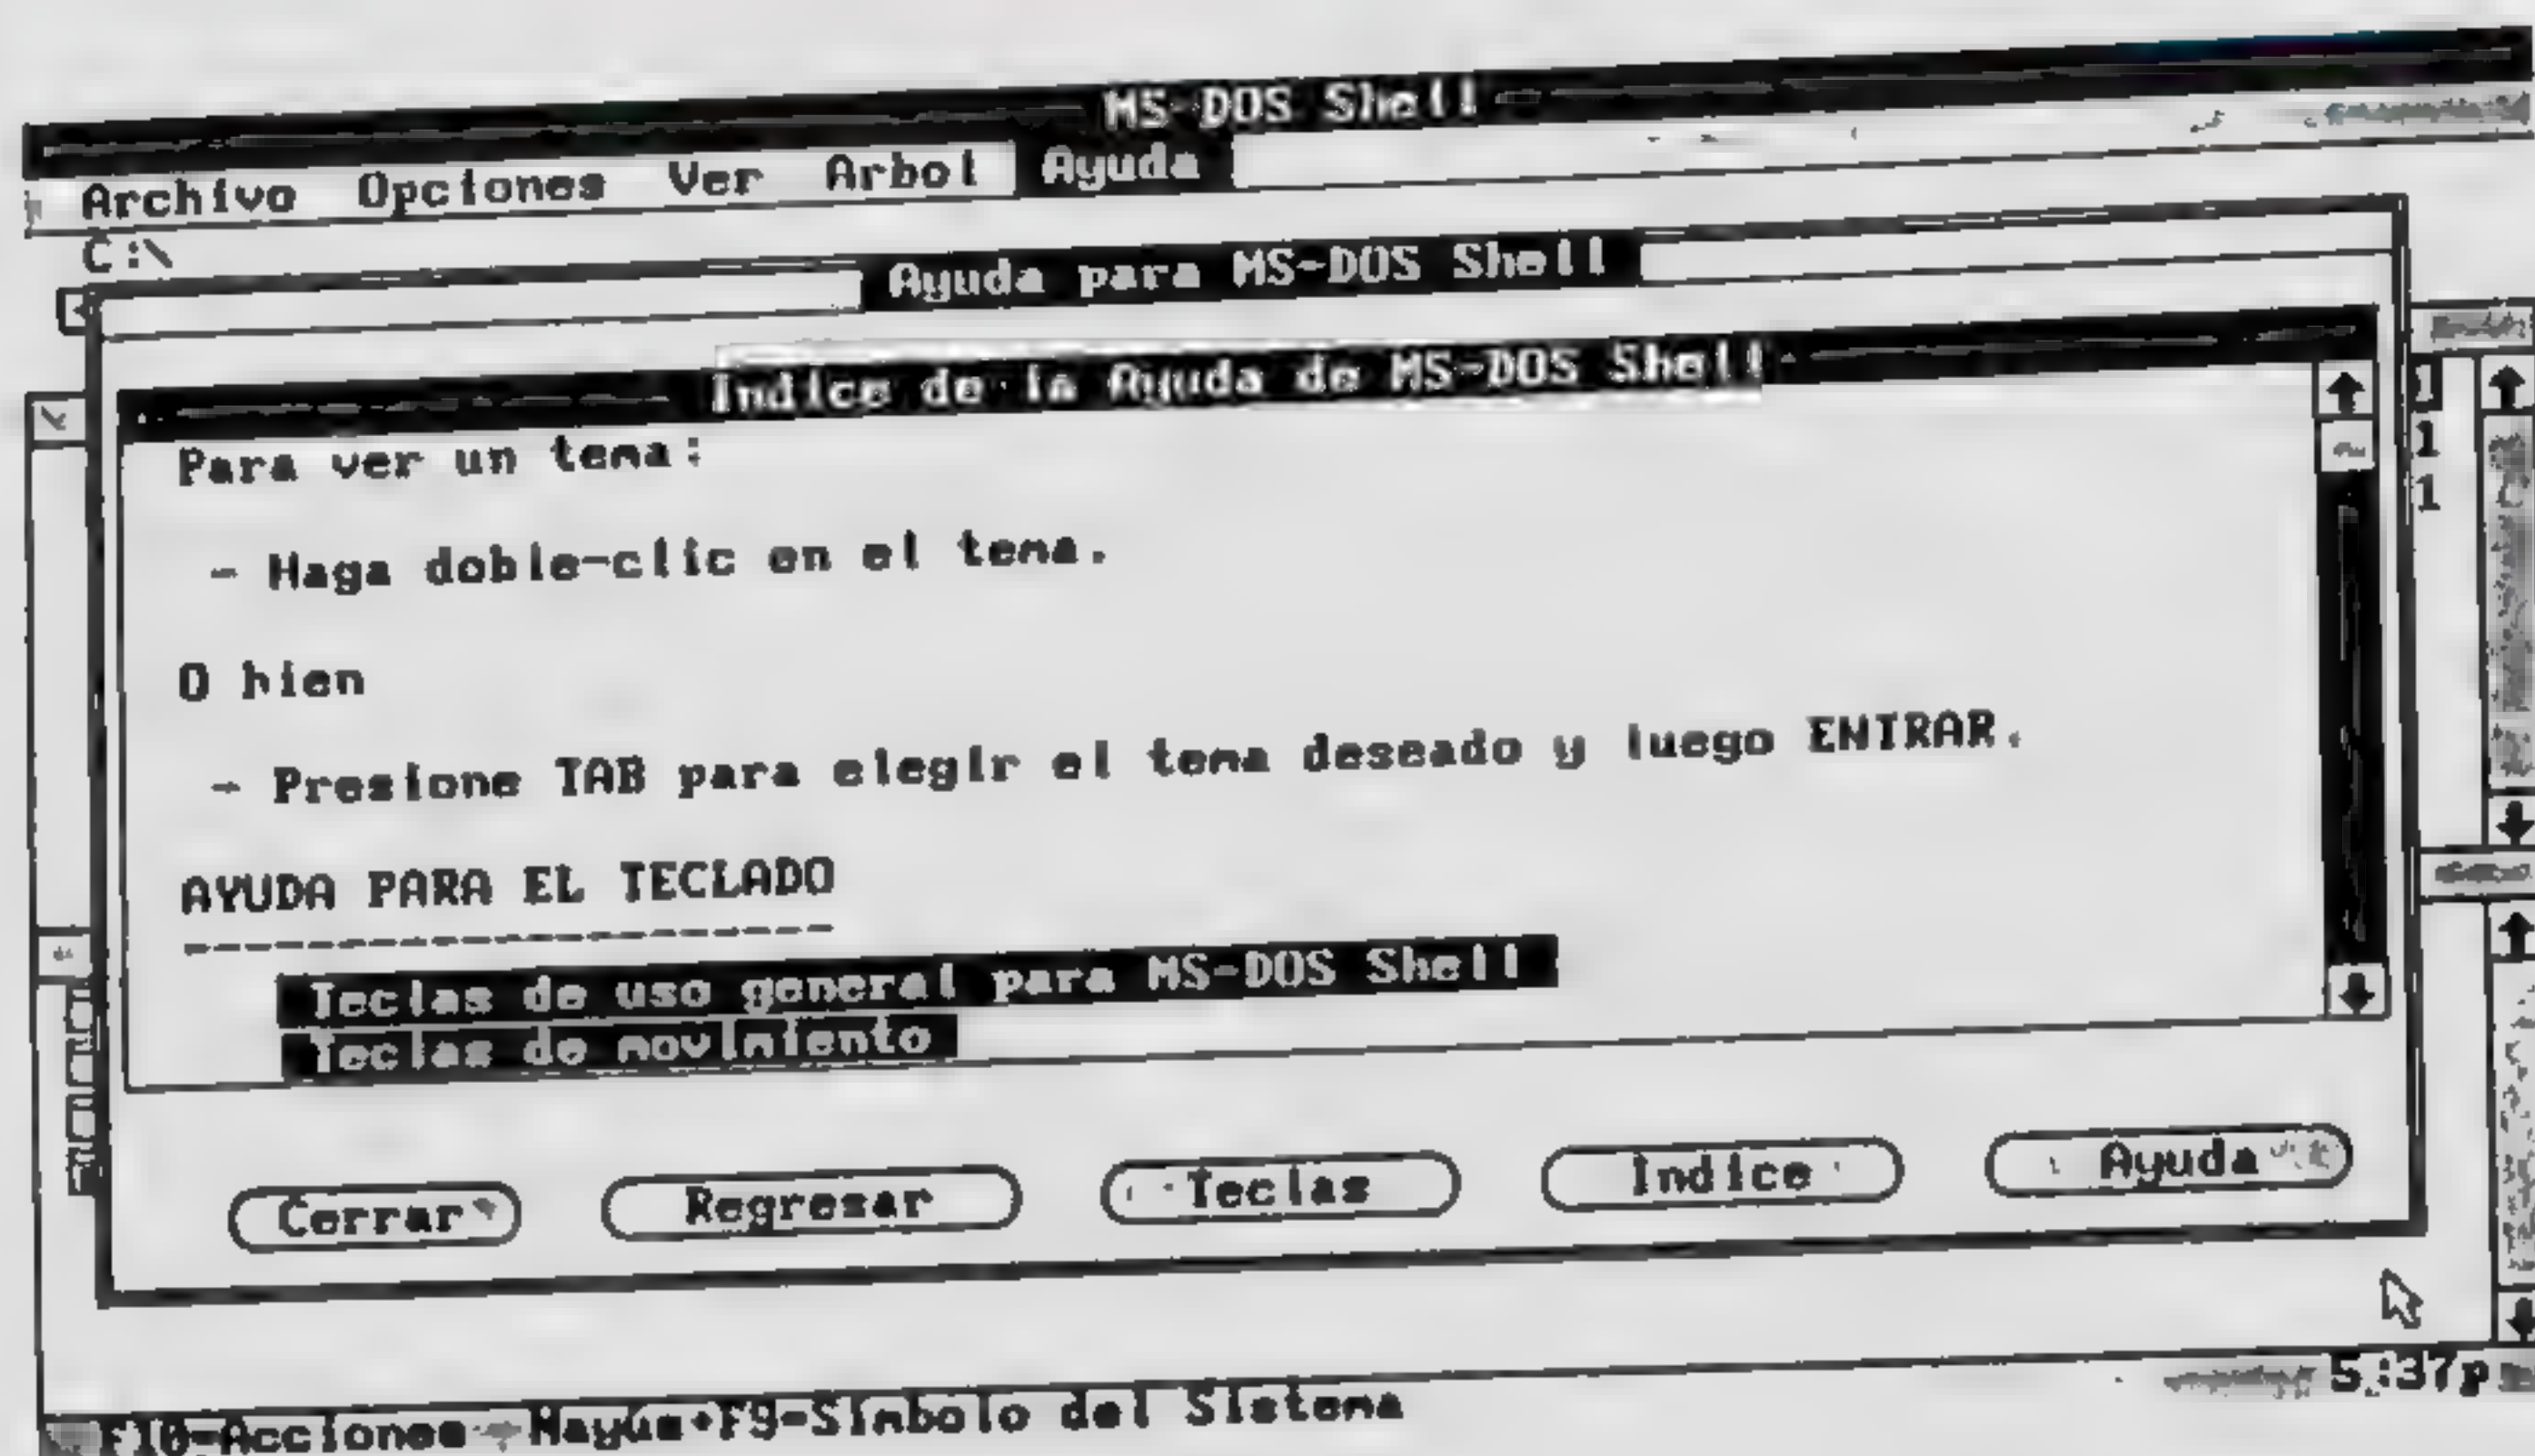 MS-DOS Shell
Archivo Opciones Ver Arbol Ayuda
C:\
Ayuda para MS-DOS Shell
Indice de la Ayuda de MS-DOS Shell
Para ver un tema:
- Haga doble-clic en el tema.
O bien
- Presione TAB para elegir el tema deseado y luego ENTRAR.
AYUDA PARA EL TECLADO
---------------------
Teclas de uso general para MS-DOS Shell
Teclas de movimiento
1
1
1
Cerrar Regresar Teclas Indice Ayuda
F10=Acciones Mayús+F9=Símbolo del Sistema 5:37p